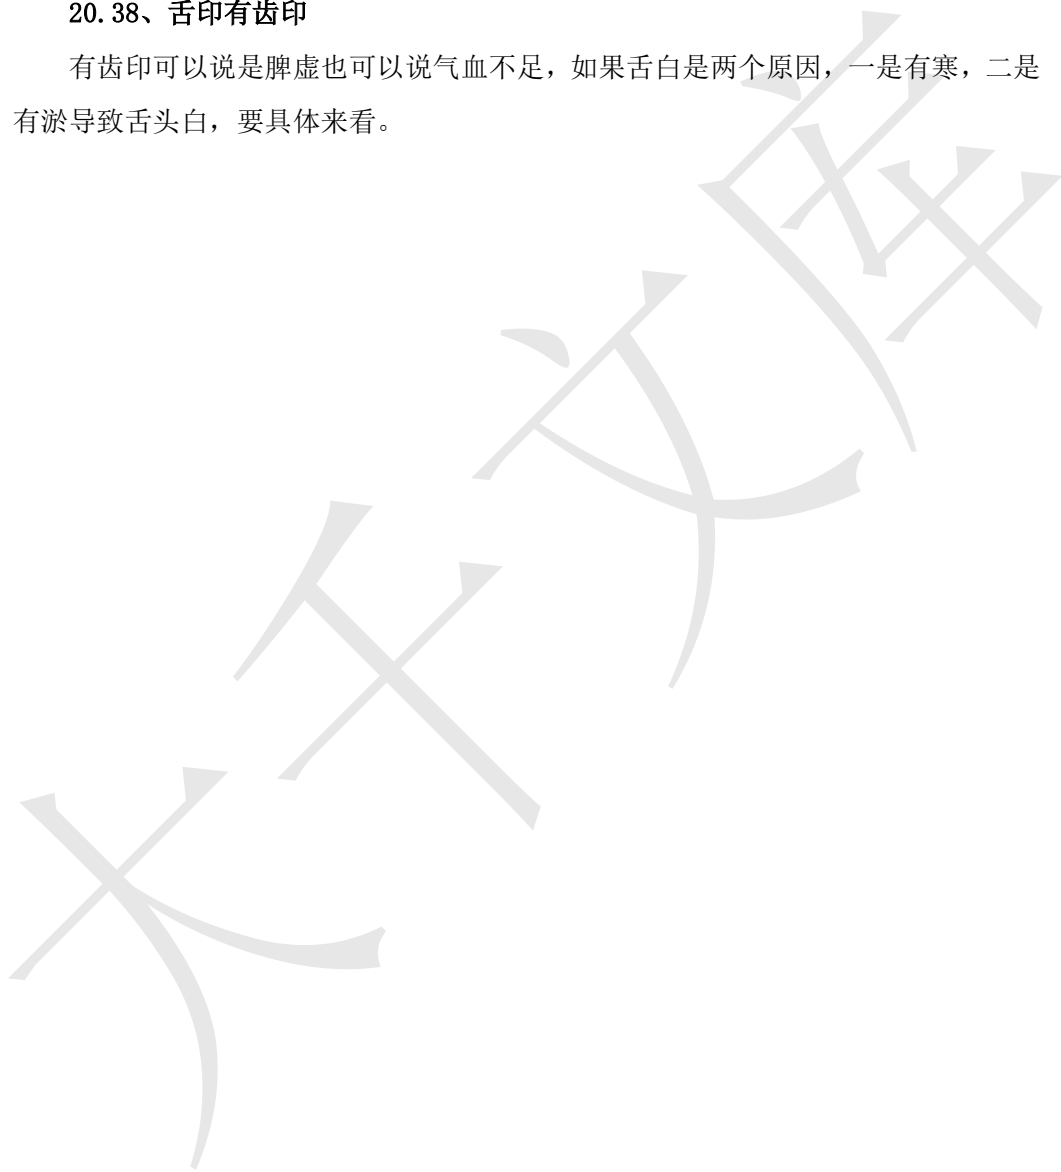 20.38、舌印有齿印
有齿印可以说是脾虚也可以说气血不足，如果舌白是两个原因，一是有寒，二是
有淤导致舌头白，要具体来看。
大千文库